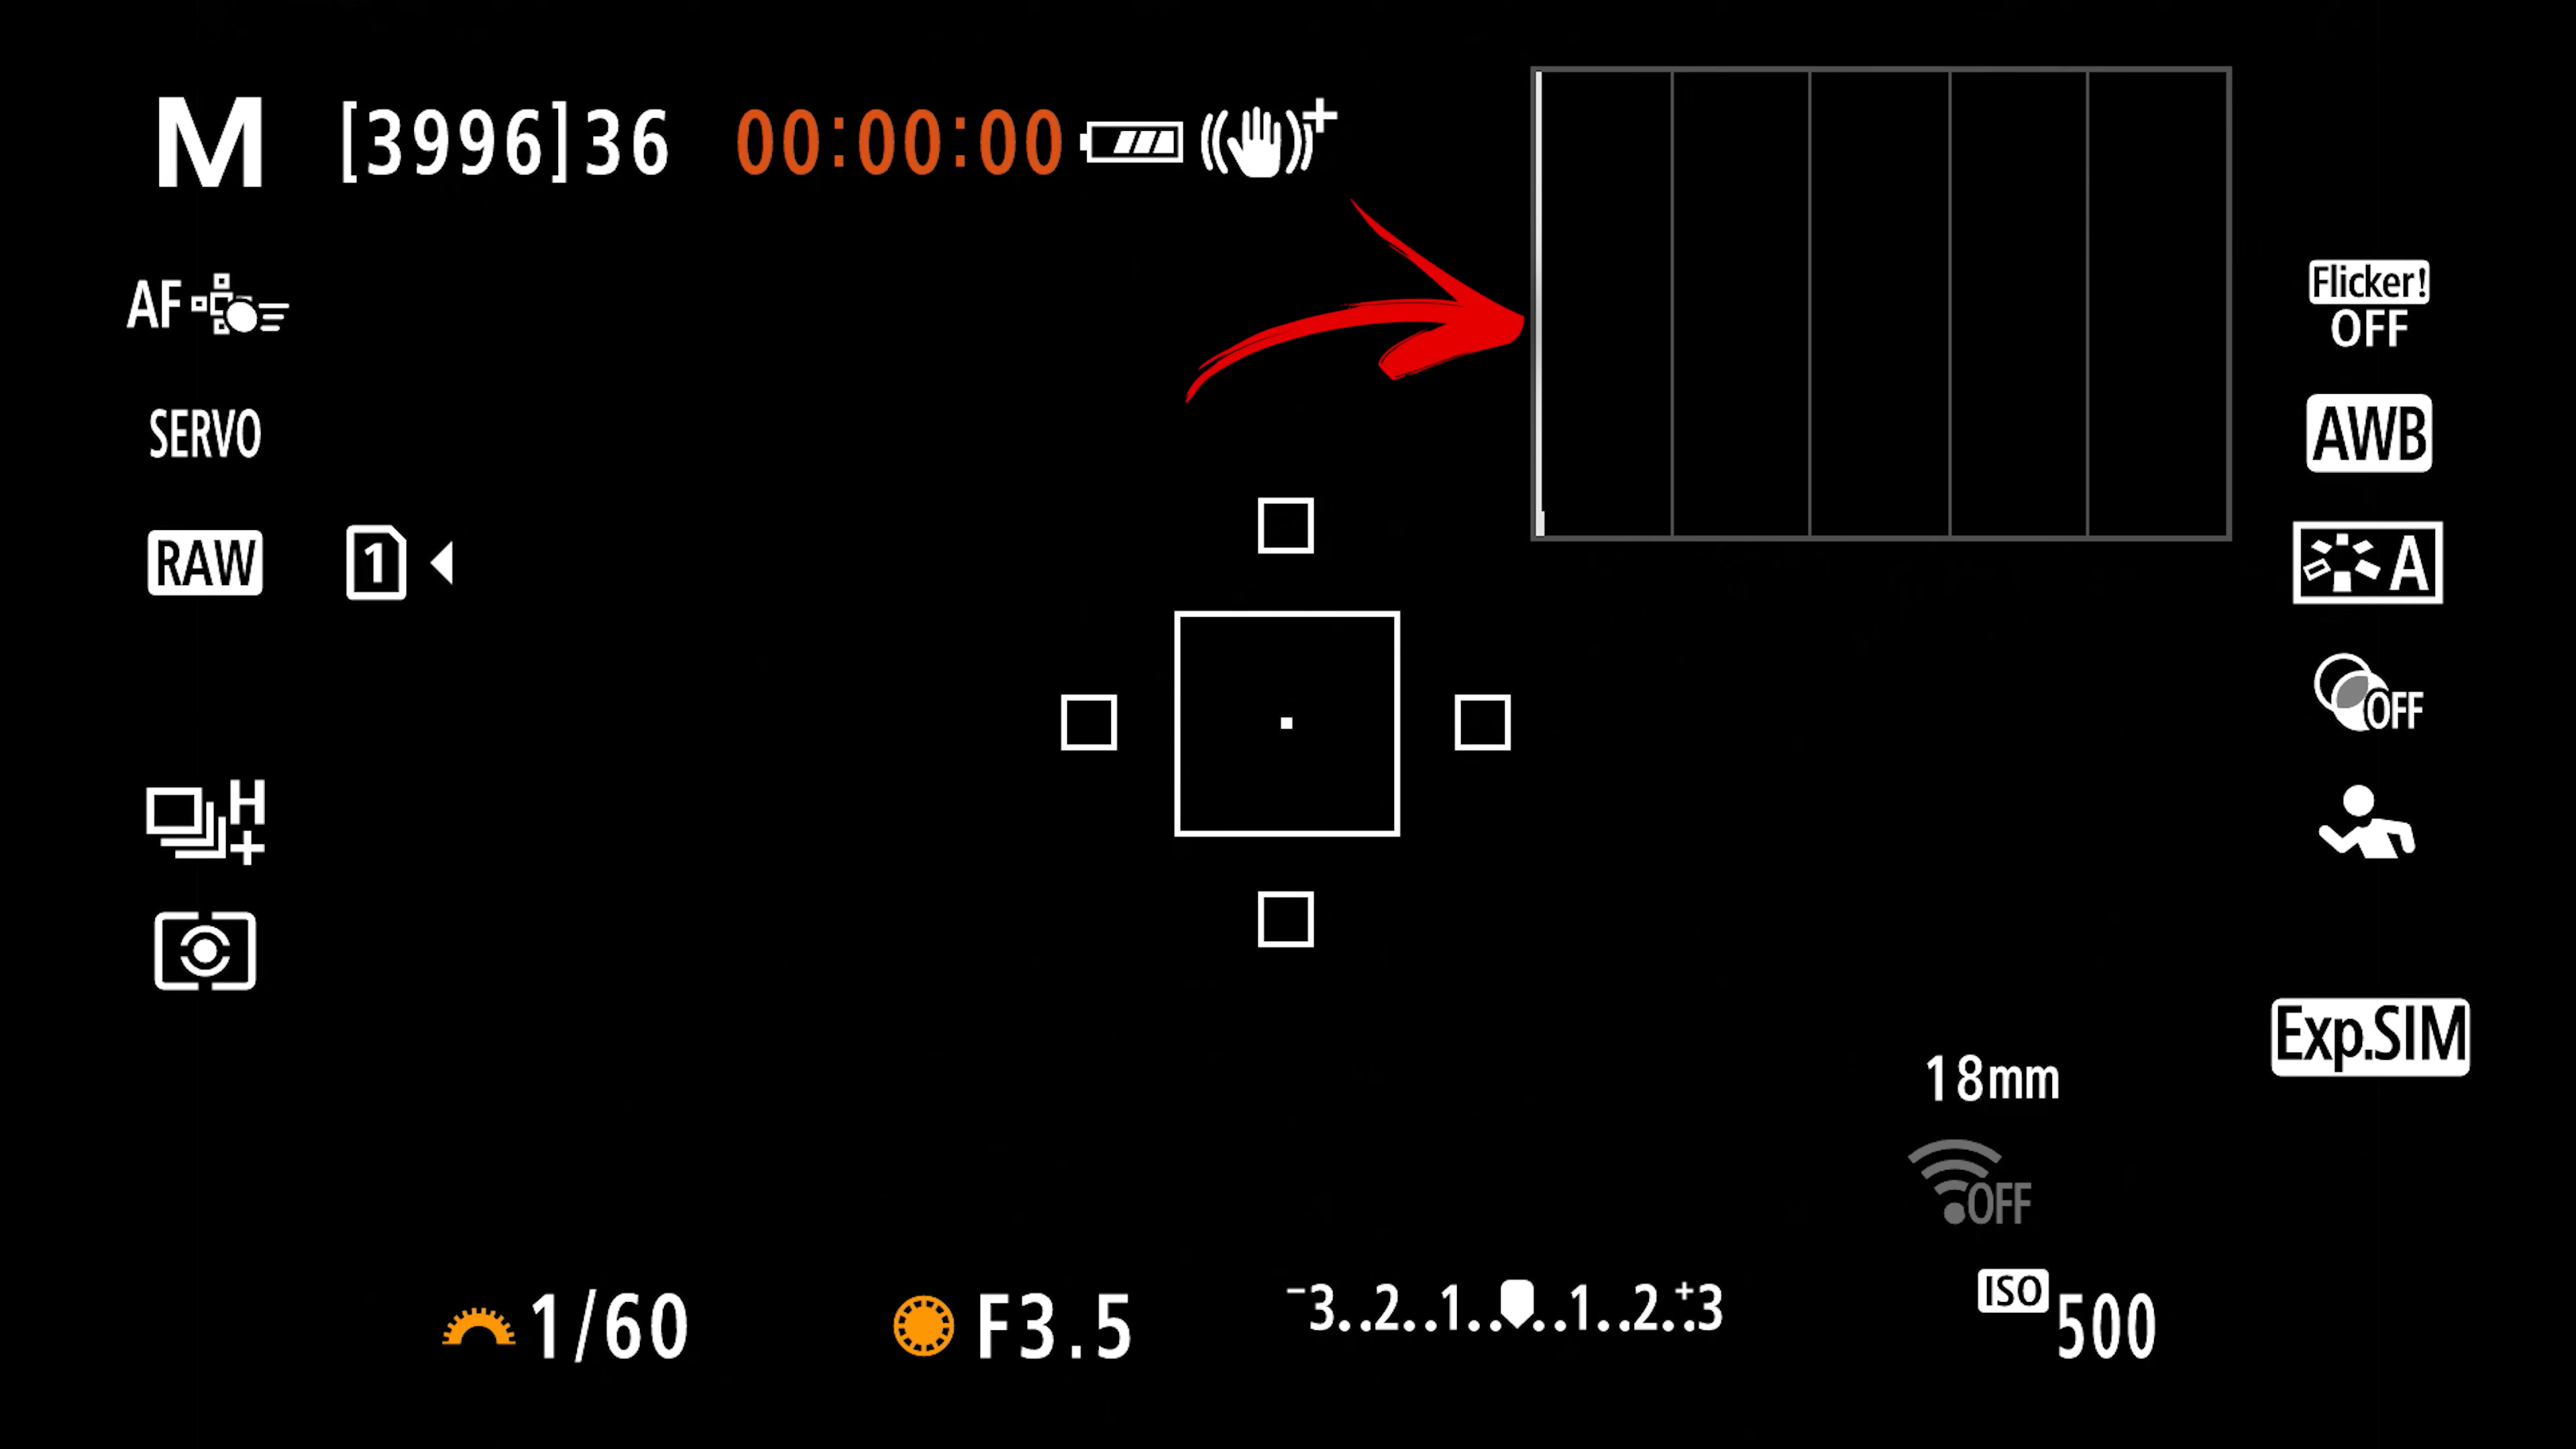 M [3996]36 00:00:00
AF
Flicker!
OFF
SERVO
AWB
RAW 1
A
OFF
H
+
Exp.SIM
18mm
OFF
1/60 F3.5 -3..2..1....1..2.:+3 ISO 500